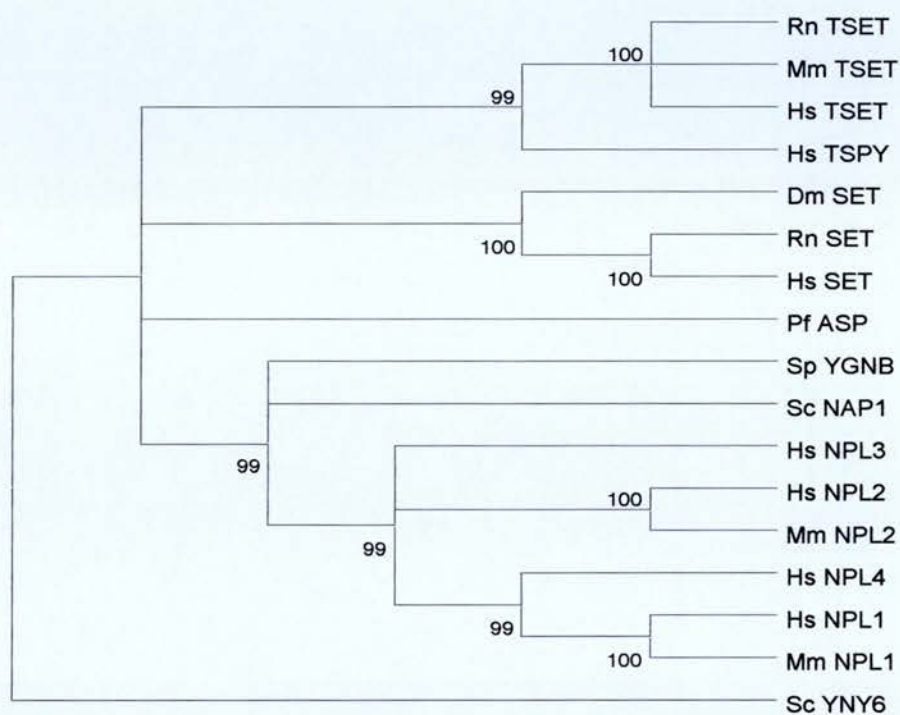 Rn TSET
100
Mm TSET
99
Hs TSET
Hs TSPY
Dm SET
Rn SET
100
100
Hs SET
Pf ASP
Sp YGNB
Sc NAP1
Hs NPL3
99
Hs NPL2
100
Mm NPL2
99
Hs NPL4
Hs NPL1
99
100
Mm NPL1
Sc YNY6